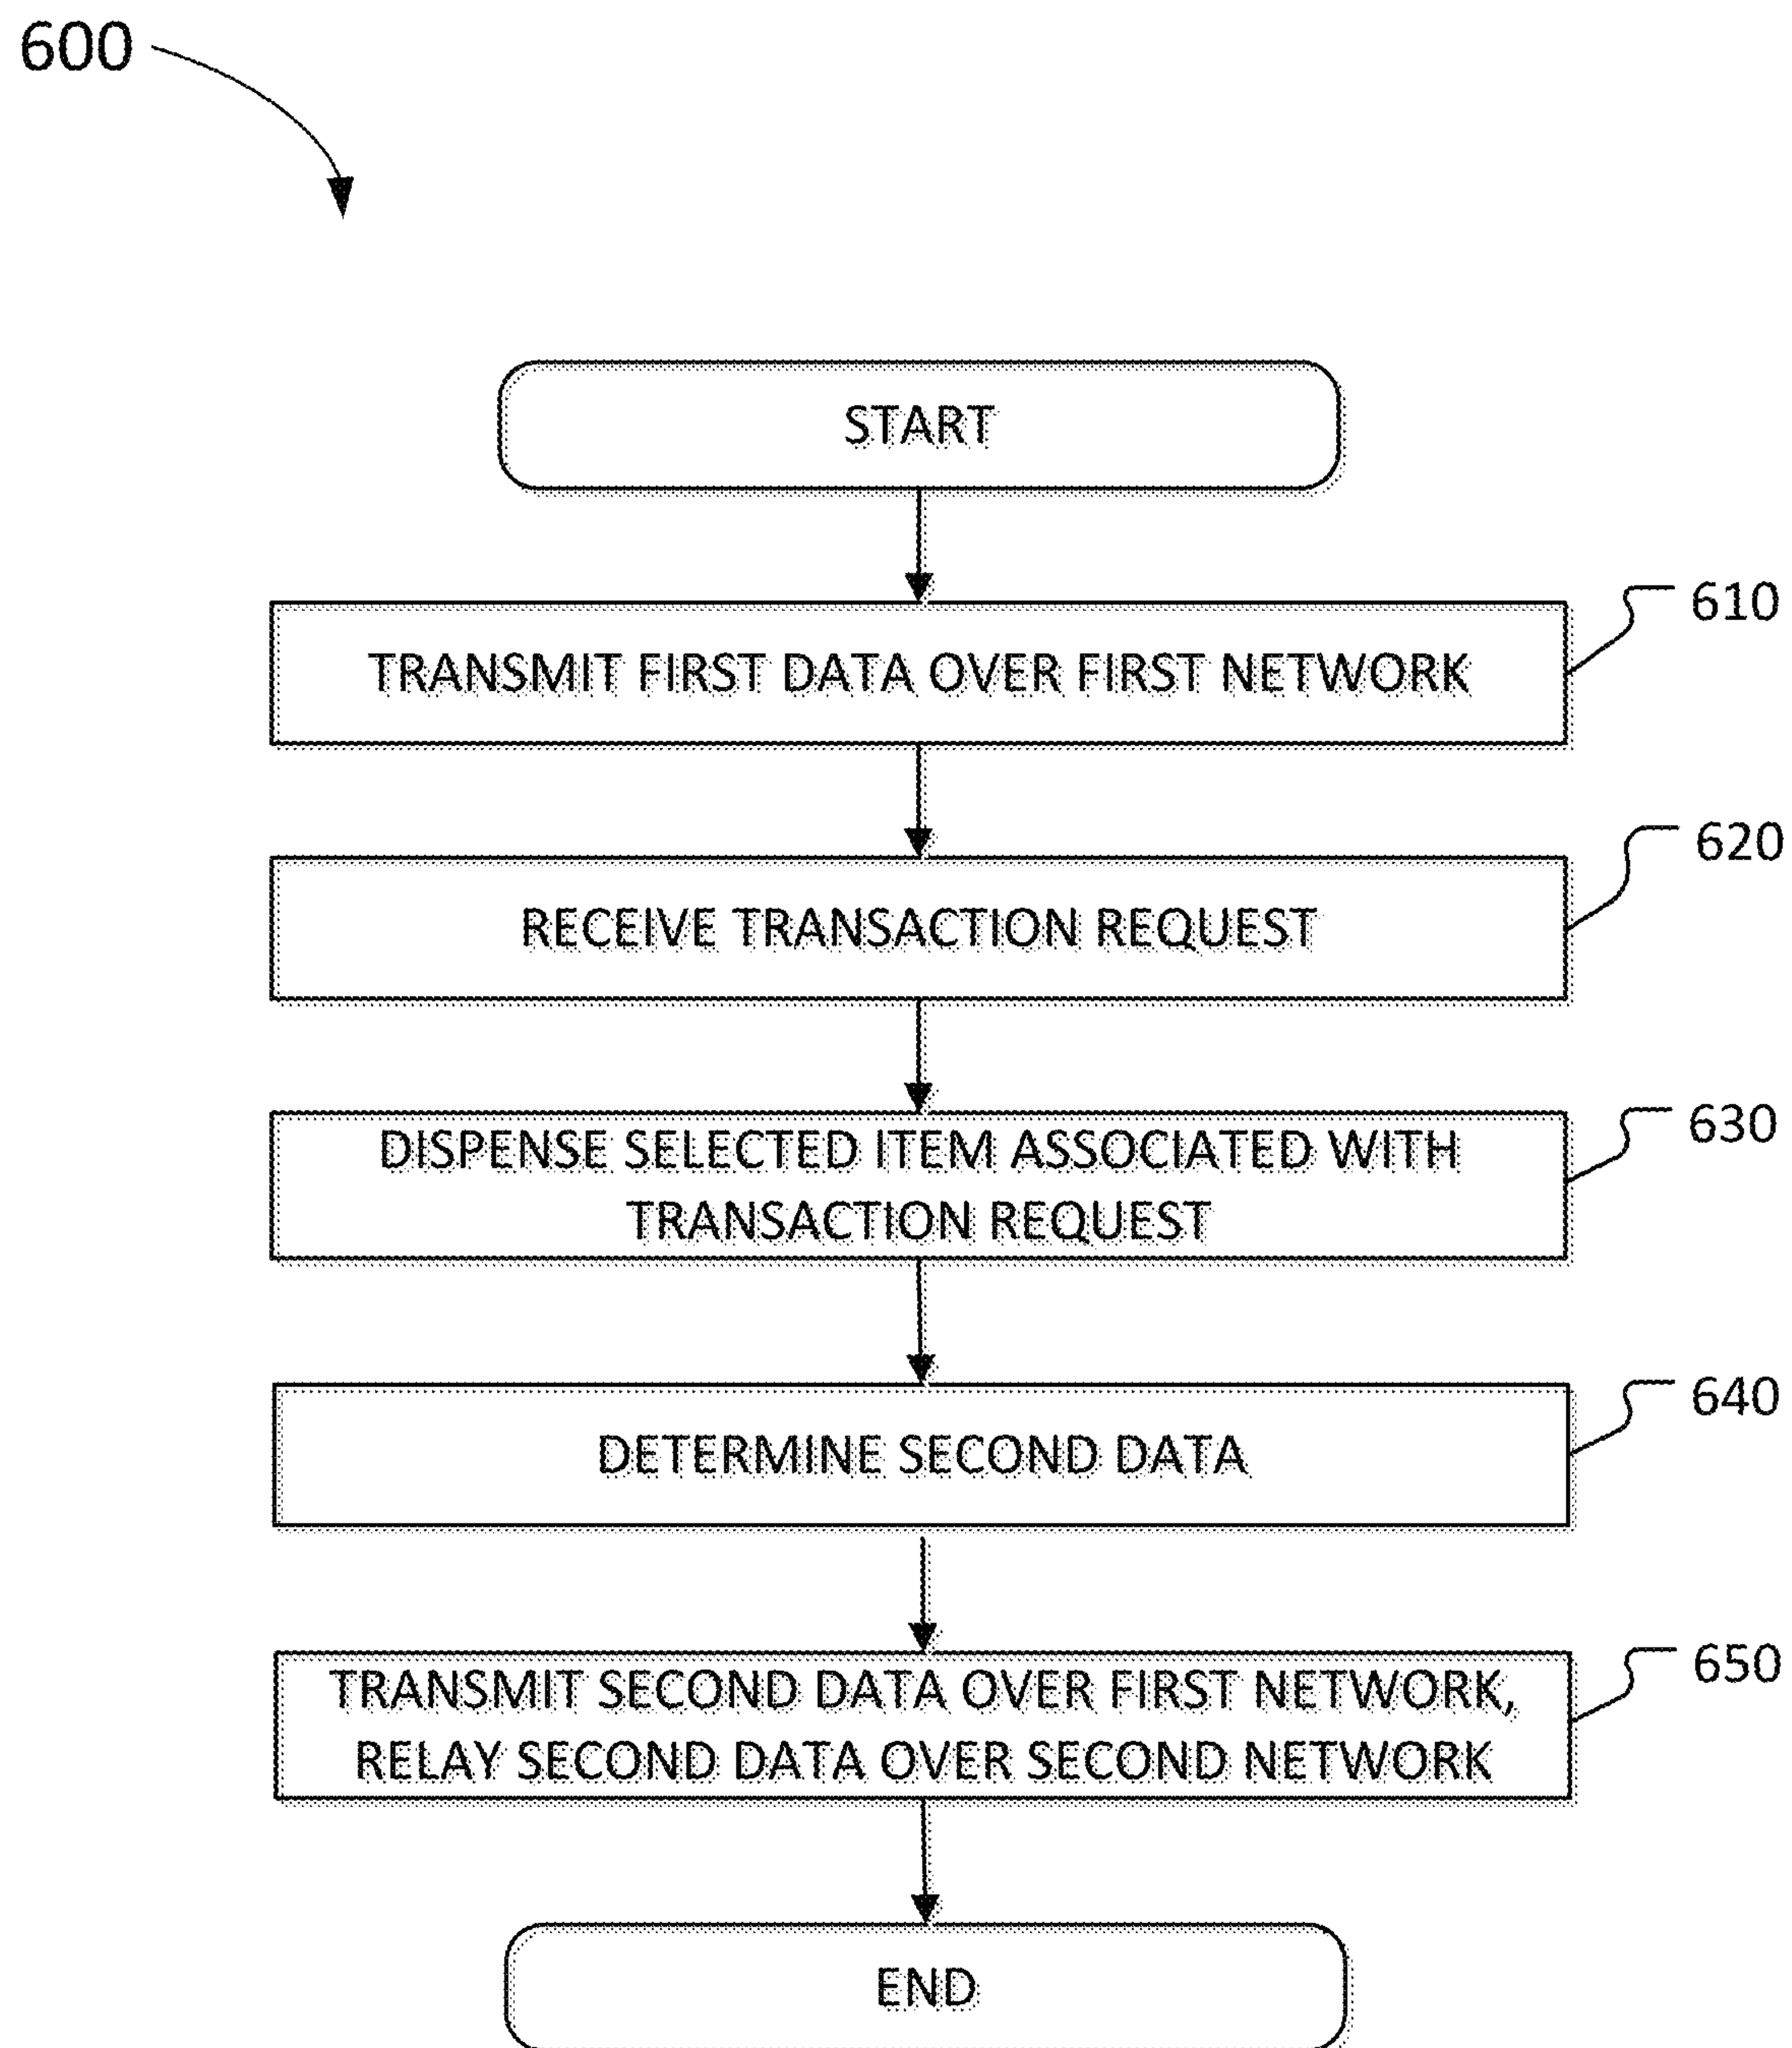 600
START
TRANSMIT FIRST DATA OVER FIRST NETWORK
610
RECEIVE TRANSACTION REQUEST
620
DISPENSE SELECTED ITEM ASSOCIATED WITH
TRANSACTION REQUEST
630
DETERMINE SECOND DATA
640
TRANSMIT SECOND DATA OVER FIRST NETWORK,
RELAY SECOND DATA OVER SECOND NETWORK
650
END